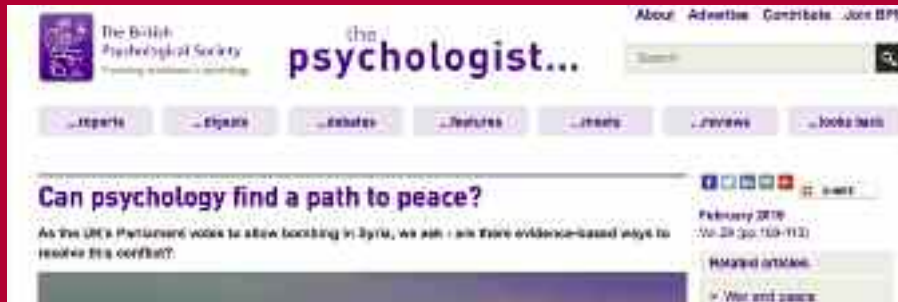 About Advertise Contribute Join BPS
The British
Psychological Society
the
psychologist...
Search
...reports ...digests ...debates ...features ...meets ...reviews ...looks back
Can psychology find a path to peace?
As the UK's Parliament votes to allow bombing in Syria, we ask - are there evidence-based ways to
resolve this conflict?
February 2016
Related articles
War and peace